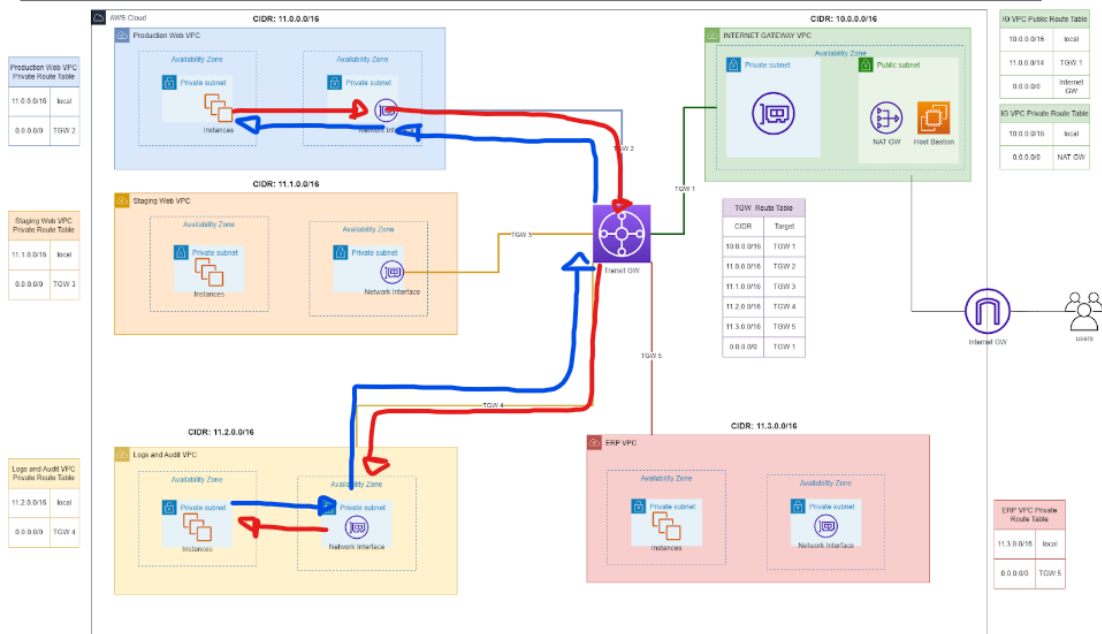 AWS Cloud
CIDR: 11.0.0.0/16
CIDR: 10.0.0.0/16
Production Web VPC
Availability Zone
Private subnet
Instances
Availability Zone
Private subnet
Network Interface
TGW 2
INTERNET GATEWAY VPC
Availability Zone
Private subnet
Public subnet
NAT GW
Host Bastion
TGW 1
IG VPC Public Route Table
10.0.0.0/16 local
11.0.0.0/14 TGW 1
0.0.0.0/0 Internet GW
IG VPC Private Route Table
10.0.0.0/16 local
0.0.0.0/0 NAT GW
Production Web VPC
Private Route Table
11.0.0.0/16 local
0.0.0.0/0 TGW 2
CIDR: 11.1.0.0/16
Staging Web VPC
Availability Zone
Private subnet
Instances
Availability Zone
Private subnet
Network Interface
TGW 3
Transit GW
Staging Web VPC
Private Route Table
11.1.0.0/16 local
0.0.0.0/0 TGW 3
TGW Route Table
CIDR Target
10.0.0.0/16 TGW 1
11.0.0.0/16 TGW 2
11.1.0.0/16 TGW 3
11.2.0.0/16 TGW 4
11.3.0.0/16 TGW 5
0.0.0.0/0 TGW 1
Internet GW
users
TGW 5
TGW 4
CIDR: 11.2.0.0/16
Logs and Audit VPC
Availability Zone
Private subnet
Instances
Availability Zone
Private subnet
Network Interface
Logs and Audit VPC
Private Route Table
11.2.0.0/16 local
0.0.0.0/0 TGW 4
CIDR: 11.3.0.0/16
ERP VPC
Availability Zone
Private subnet
Instances
Availability Zone
Private subnet
Network Interface
ERP VPC Private
Route Table
11.3.0.0/16 local
0.0.0.0/0 TGW 5